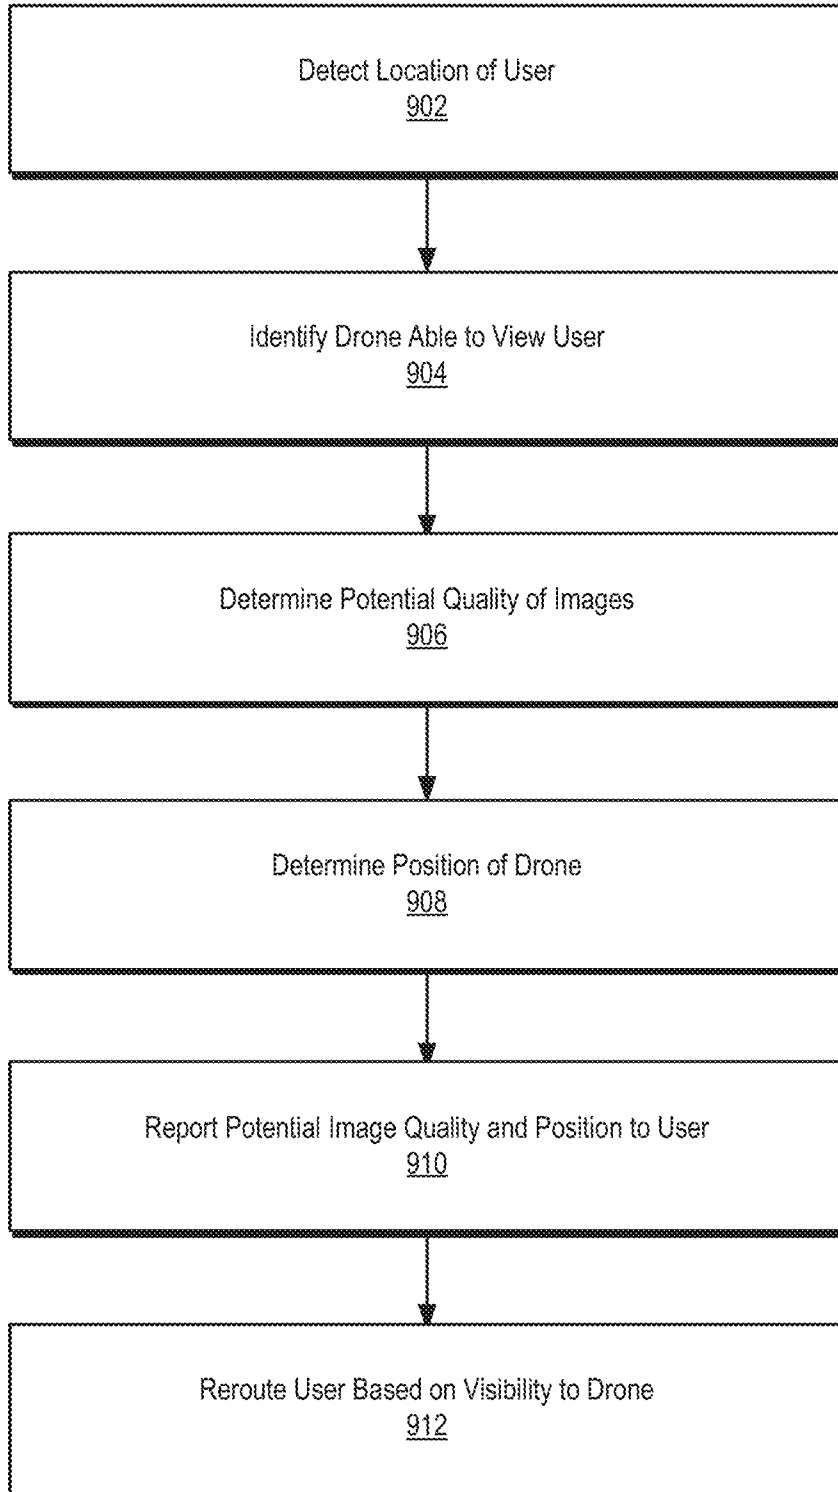 Detect Location of User
902
Identify Drone Able to View User
904
Determine Potential Quality of Images
906
Determine Position of Drone
908
Report Potential Image Quality and Position to User
910
Reroute User Based on Visibility to Drone
912